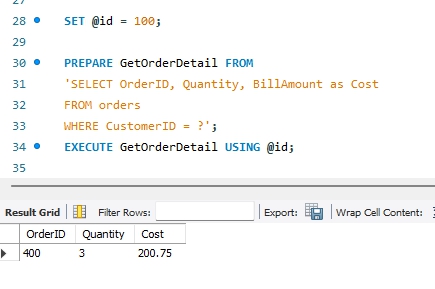 27
28 SET @id = 100;
29
30 PREPARE GetOrderDetail FROM
31 'SELECT OrderID, Quantity, BillAmount as Cost
32 FROM orders
33 WHERE CustomerID = ?';
34 EXECUTE GetOrderDetail USING @id;
35
Result Grid Filter Rows: Export: Wrap Cell Content:
OrderID Quantity Cost
400 3 200.75